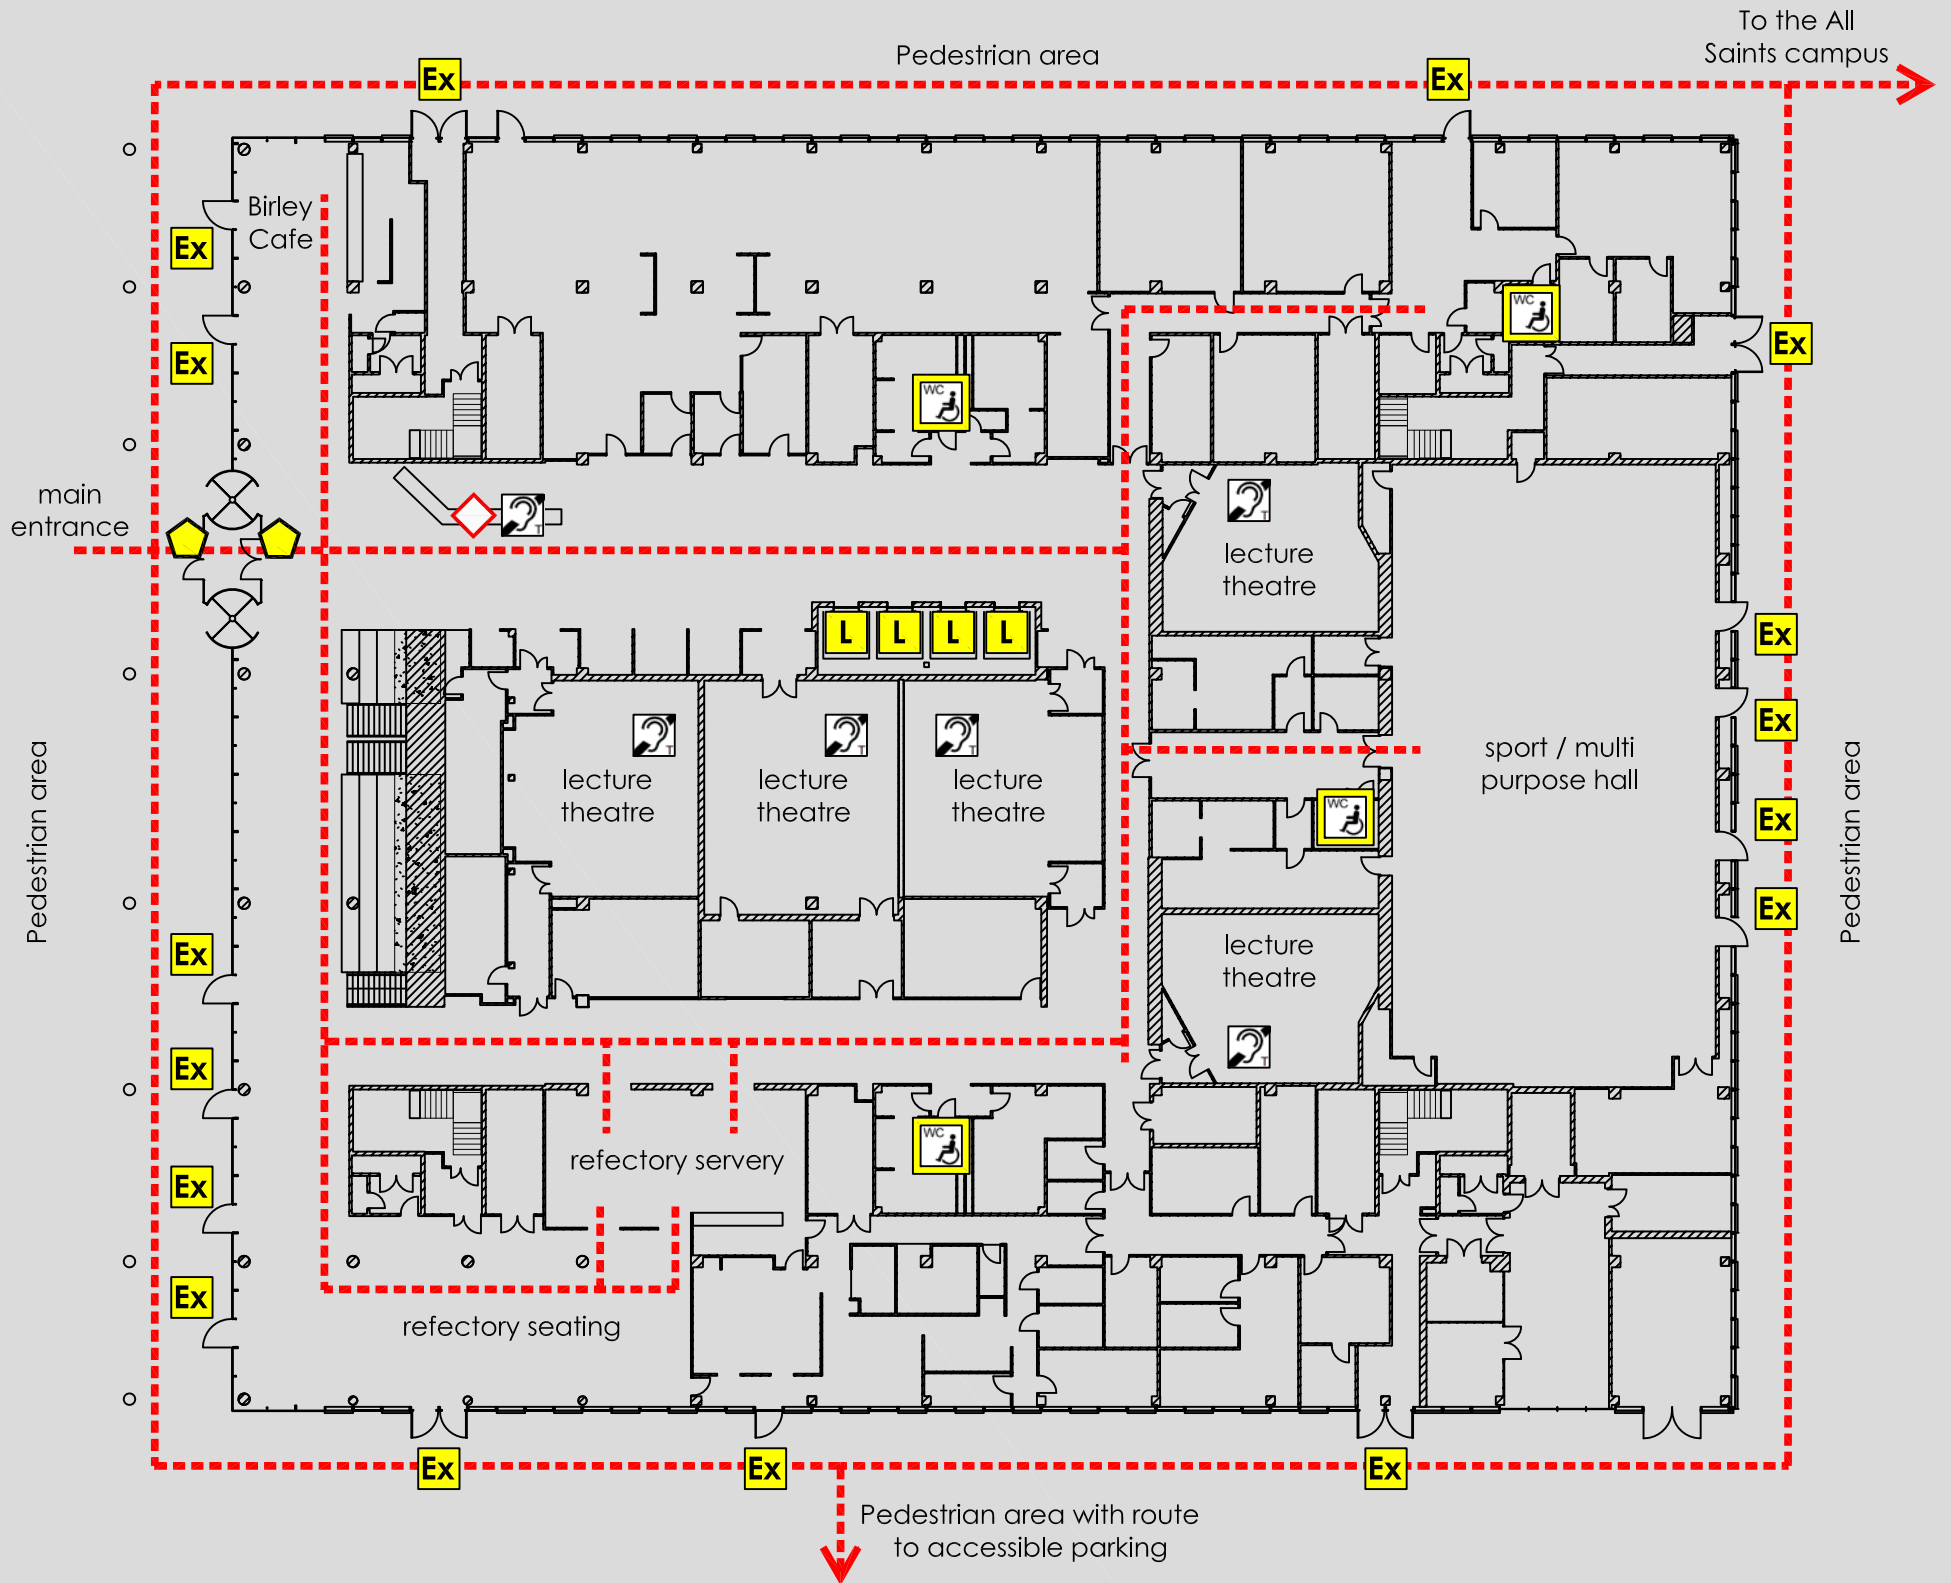 To the All
Saints campus
Pedestrian area
Ex
Ex
Birley
Cafe
Ex
WC
Ex
Ex
WC
main
entrance
T
T
lecture
theatre
L
L
L
L
Ex
Ex
T
T
T
sport / multi
purpose hall
lecture
theatre
lecture
theatre
lecture
theatre
WC
Ex
Pedestrian area
Pedestrian area
Ex
Ex
lecture
theatre
T
Ex
WC
refectory servery
Ex
Ex
refectory seating
Ex
Ex
Ex
Pedestrian area with route
to accessible parking